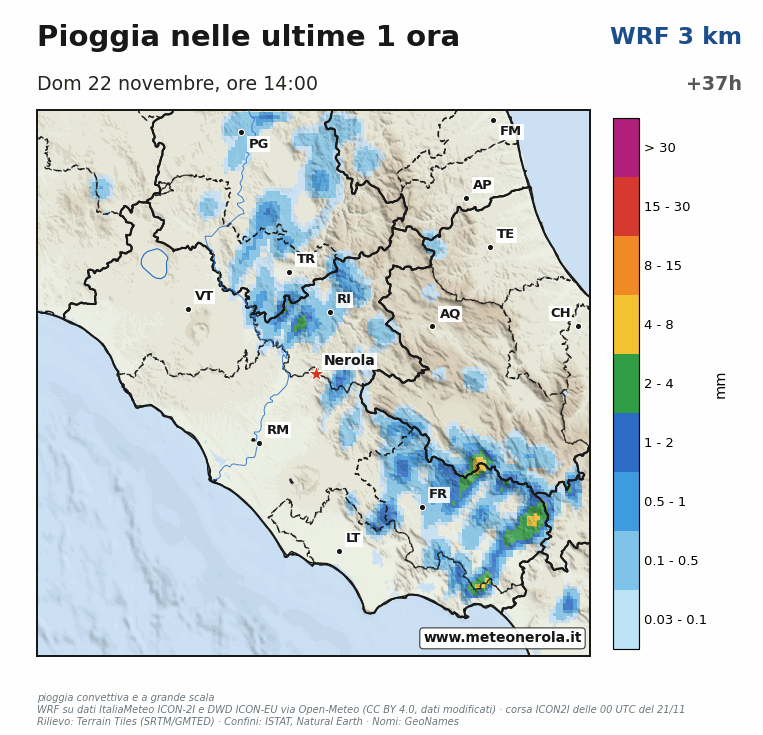 Pioggia nelle ultime 1 ora
WRF 3 km
Dom 22 novembre, ore 14:00
+37h
FM
PG
AP
TE
TR
VT
RI
AQ
CH
Nerola
RM
FR
LT
> 30
15 - 30
8 - 15
4 - 8
2 - 4
1 - 2
0.5 - 1
0.1 - 0.5
0.03 - 0.1
mm
www.meteonerola.it
pioggia convettiva e a grande scala
WRF su dati ItaliaMeteo ICON-2I e DWD ICON-EU via Open-Meteo (CC BY 4.0, dati modificati) · corsa ICON2I delle 00 UTC del 21/11
Rilievo: Terrain Tiles (SRTM/GMTED) · Confini: ISTAT, Natural Earth · Nomi: GeoNames